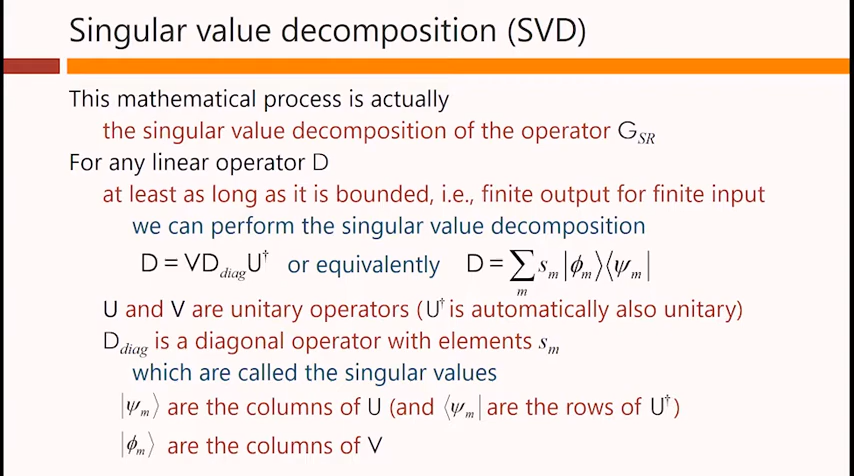 Singular value decomposition (SVD)
This mathematical process is actually
the singular value decomposition of the operator G_SR
For any linear operator D
at least as long as it is bounded, i.e., finite output for finite input
we can perform the singular value decomposition
D = VD_diag U† or equivalently D = ∑_m s_m |ϕ_m⟩⟨ψ_m|
U and V are unitary operators (U† is automatically also unitary)
D_diag is a diagonal operator with elements s_m
which are called the singular values
|ψ_m⟩ are the columns of U (and ⟨ψ_m| are the rows of U†)
|ϕ_m⟩ are the columns of V